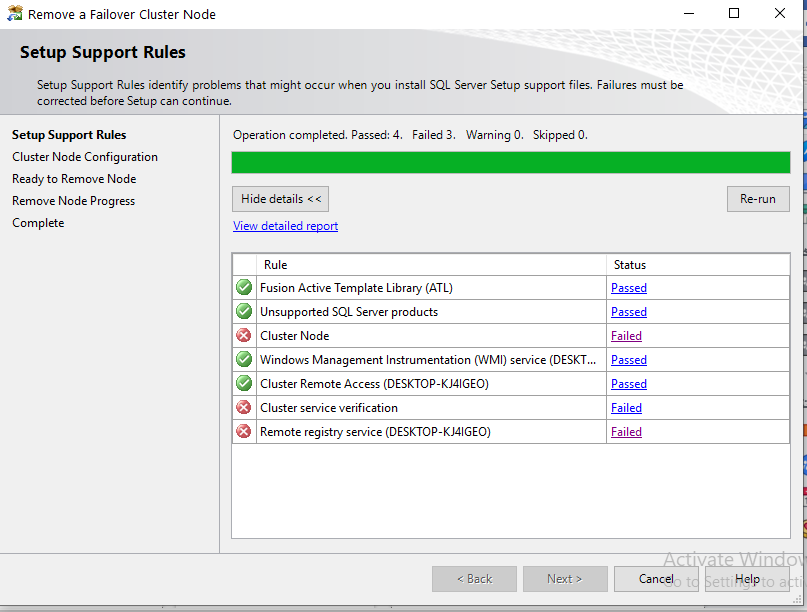 Remove a Failover Cluster Node
Setup Support Rules
Setup Support Rules identify problems that might occur when you install SQL Server Setup support files. Failures must be
corrected before Setup can continue.
Setup Support Rules
Cluster Node Configuration
Ready to Remove Node
Remove Node Progress
Complete
Operation completed. Passed: 4. Failed 3. Warning 0. Skipped 0.
Hide details <<
Re-run
View detailed report
Rule Status
Fusion Active Template Library (ATL) Passed
Unsupported SQL Server products Passed
Cluster Node Failed
Windows Management Instrumentation (WMI) service (DESKT... Passed
Cluster Remote Access (DESKTOP-KJ4IGEO) Passed
Cluster service verification Failed
Remote registry service (DESKTOP-KJ4IGEO) Failed
Activate Window
< Back Next > Cancel Help
Go to Settings to acti